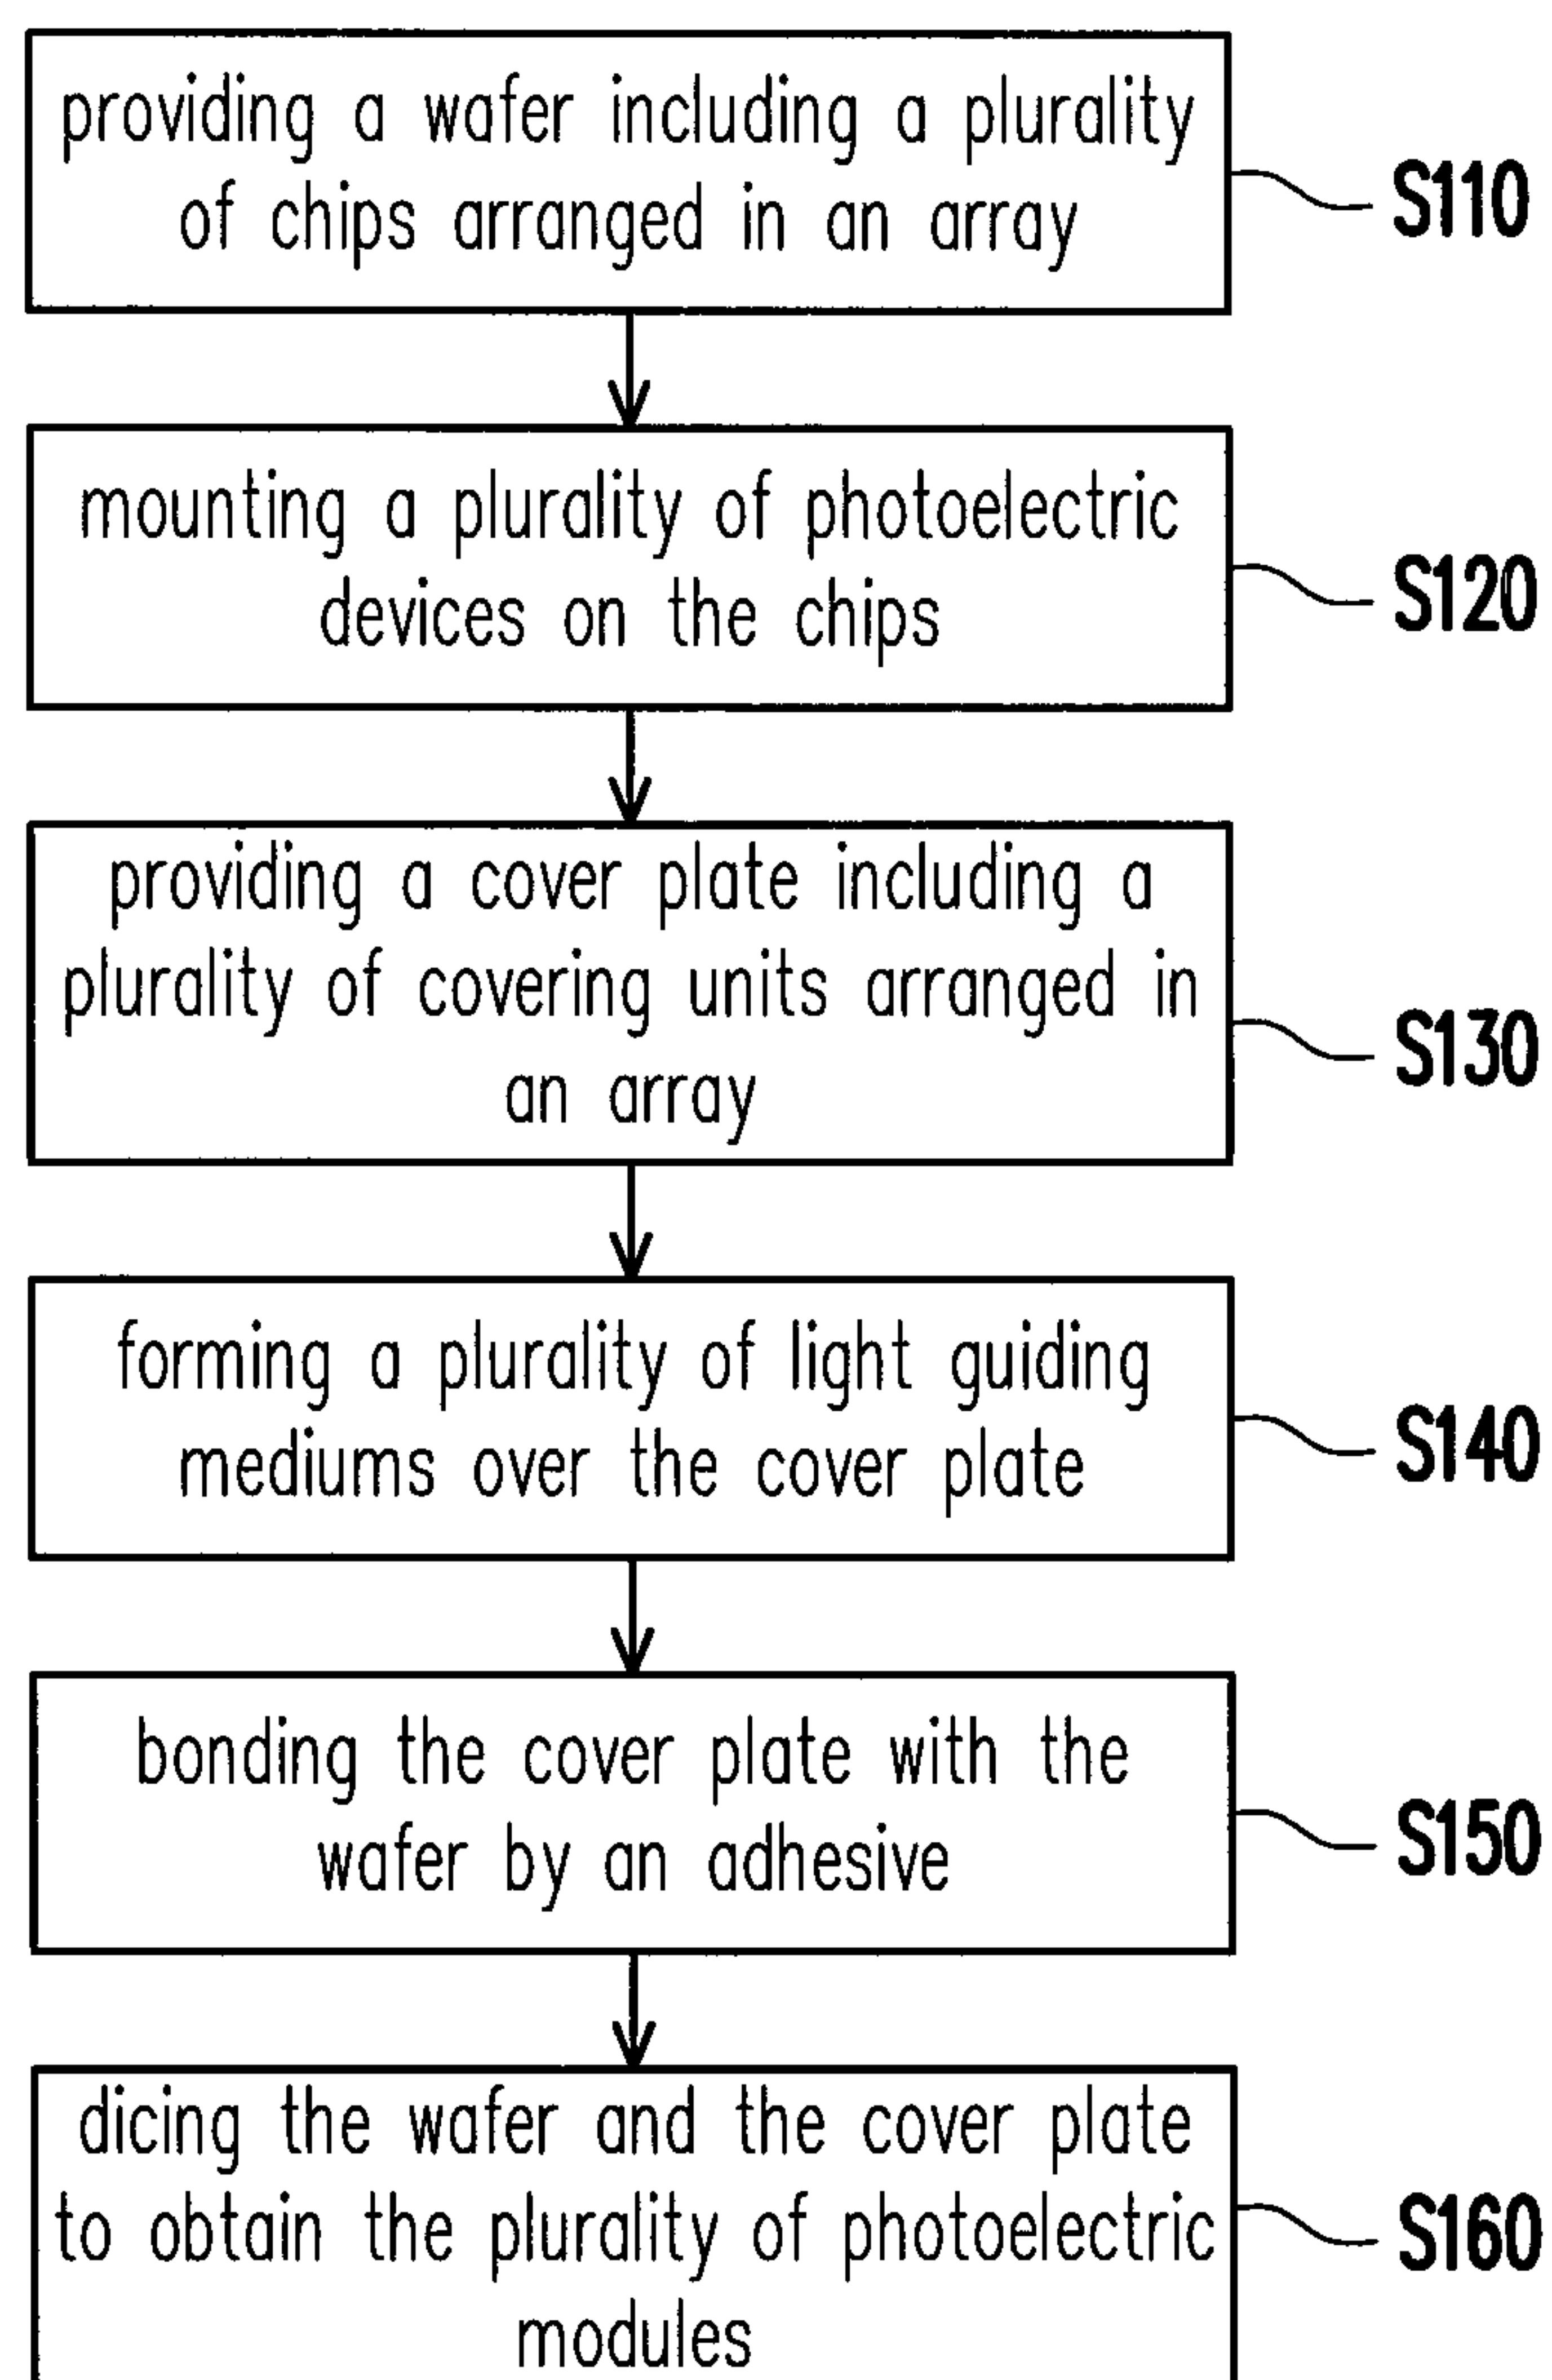 providing a wafer including a plurality
of chips arranged in an array
S110
mounting a plurality of photoelectric
devices on the chips
S120
providing a cover plate including a
plurality of covering units arranged in
an array
S130
forming a plurality of light guiding
mediums over the cover plate
S140
bonding the cover plate with the
wafer by an adhesive
S150
dicing the wafer and the cover plate
to obtain the plurality of photoelectric
modules
S160